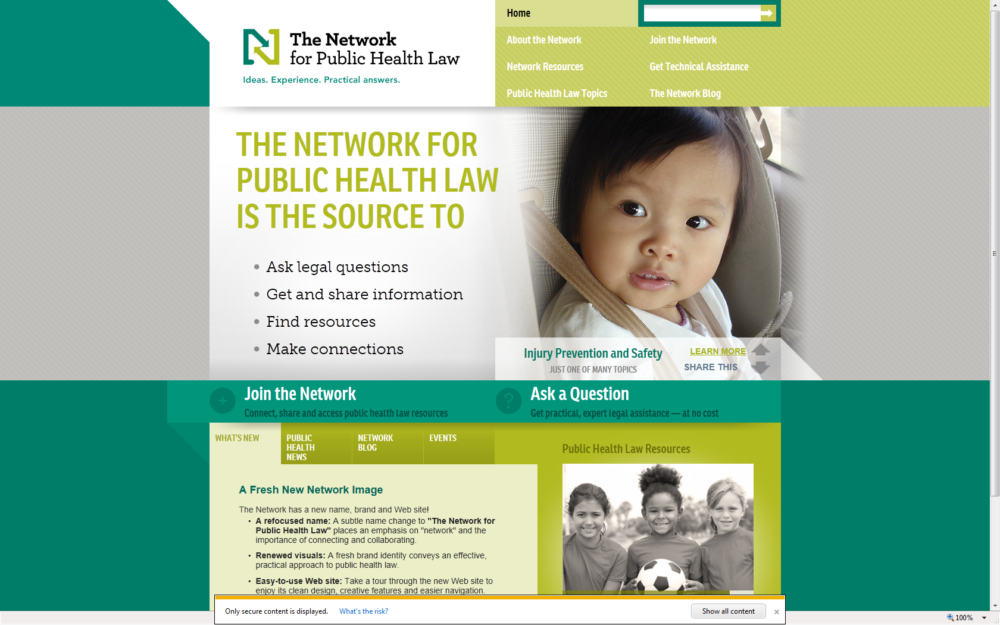 The Network
for Public Health Law
Ideas. Experience. Practical answers.
Home
About the Network
Join the Network
Network Resources
Get Technical Assistance
Public Health Law Topics
The Network Blog
THE NETWORK FOR
PUBLIC HEALTH LAW
IS THE SOURCE TO
• Ask legal questions
• Get and share information
• Find resources
• Make connections
Injury Prevention and Safety
JUST ONE OF MANY TOPICS
LEARN MORE
SHARE THIS
+
Join the Network
Connect, share and access public health law resources
?
Ask a Question
Get practical, expert legal assistance — at no cost
WHAT'S NEW
PUBLIC
HEALTH
NEWS
NETWORK
BLOG
EVENTS
A Fresh New Network Image
The Network has a new name, brand and Web site!
• A refocused name: A subtle name change to "The Network for
Public Health Law" places an emphasis on "network" and the
importance of connecting and collaborating.
• Renewed visuals: A fresh brand identity conveys an effective,
practical approach to public health law.
• Easy-to-use Web site: Take a tour through the new Web site to
enjoy its clean design, creative features and easier navigation.
Public Health Law Resources
Only secure content is displayed.
What's the risk?
Show all content
×
100%